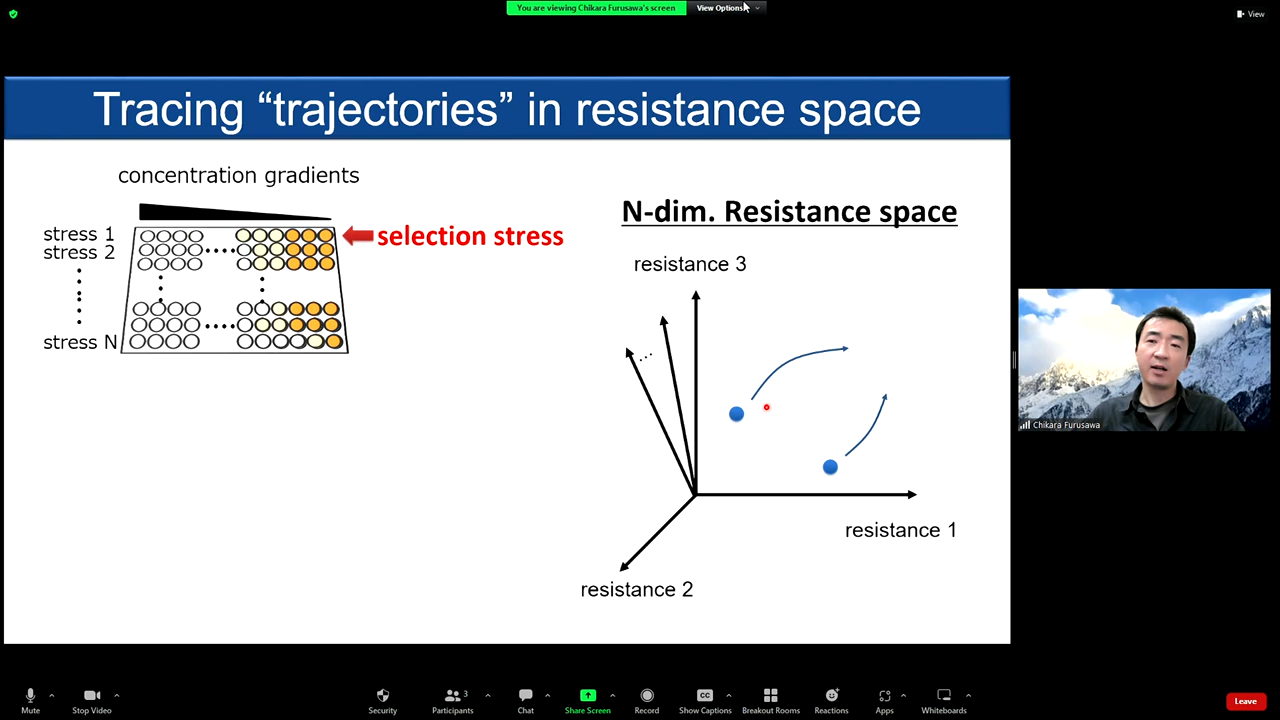 You are viewing Chikara Furusawa's screen
View Options
View
Tracing “trajectories” in resistance space
concentration gradients
stress 1
stress 2
stress N
selection stress
N-dim. Resistance space
resistance 3
resistance 1
resistance 2
Chikara Furusawa
Mute
Stop Video
Security
Participants
3
Chat
Share Screen
Record
CC
Show Captions
Breakout Rooms
Reactions
Apps
Whiteboards
Leave